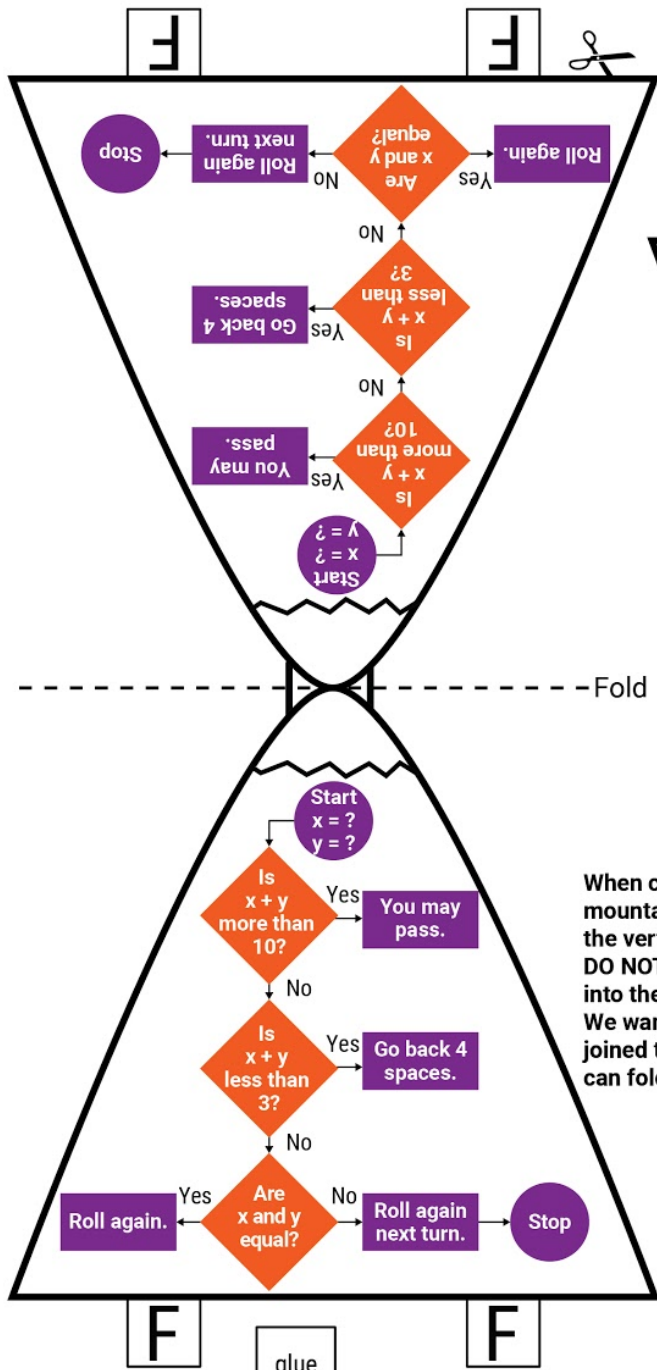 F
F
Stop
Roll again
next turn.
No
Are
x and y
equal?
Yes
Roll again.
No
Go back 4
spaces.
Yes
Is
x + y
less than
3?
No
You may
pass.
Yes
Is
x + y
more than
10?
Start
x = ?
y = ?
Fold
Start
x = ?
y = ?
Is
x + y
more than
10?
Yes
You may
pass.
No
Is
x + y
less than
3?
Yes
Go back 4
spaces.
No
Roll again.
Yes
Are
x and y
equal?
No
Roll again
next turn.
Stop
When c
mounta
the ver
DO NOT
into the
We wan
joined t
can fold
F
F
glue